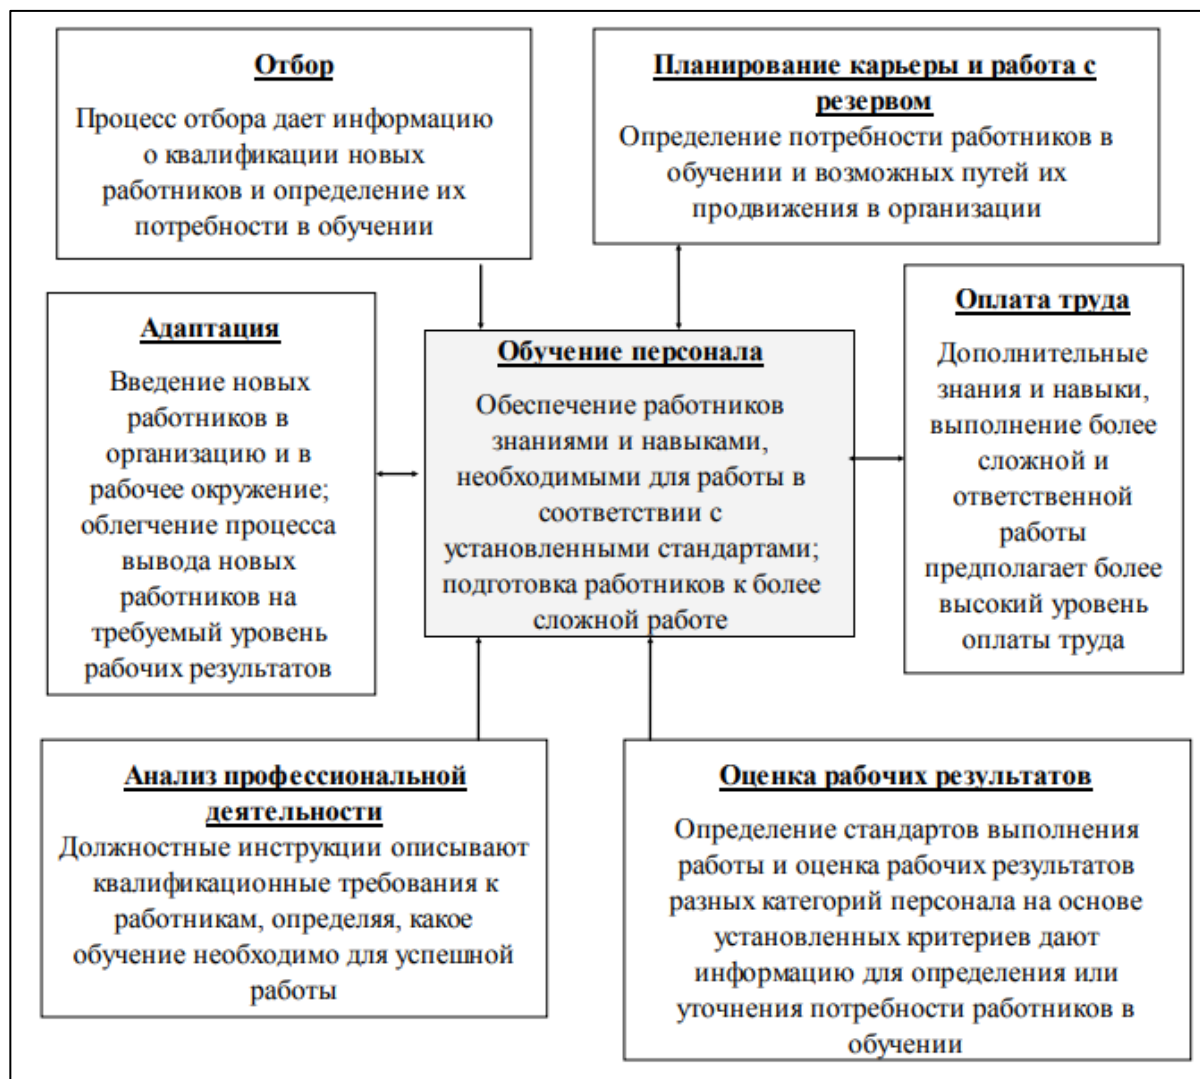 Отбор
Процесс отбора дает информацию
о квалификации новых
работников и определение их
потребности в обучении
Планирование карьеры и работа с
резервом
Определение потребности работников в
обучении и возможных путей их
продвижения в организации
Адаптация
Введение новых
работников в
организацию и в
рабочее окружение;
облегчение процесса
вывода новых
работников на
требуемый уровень
рабочих результатов
Обучение персонала
Обеспечение работников
знаниями и навыками,
необходимыми для работы в
соответствии с
установленными стандартами;
подготовка работников к более
сложной работе
Оплата труда
Дополнительные
знания и навыки,
выполнение более
сложной и
ответственной
работы
предполагает более
высокий уровень
оплаты труда
Анализ профессиональной
деятельности
Должностные инструкции описывают
квалификационные требования к
работникам, определяя, какое
обучение необходимо для успешной
работы
Оценка рабочих результатов
Определение стандартов выполнения
работы и оценка рабочих результатов
разных категорий персонала на основе
установленных критериев дают
информацию для определения или
уточнения потребности работников в
обучении